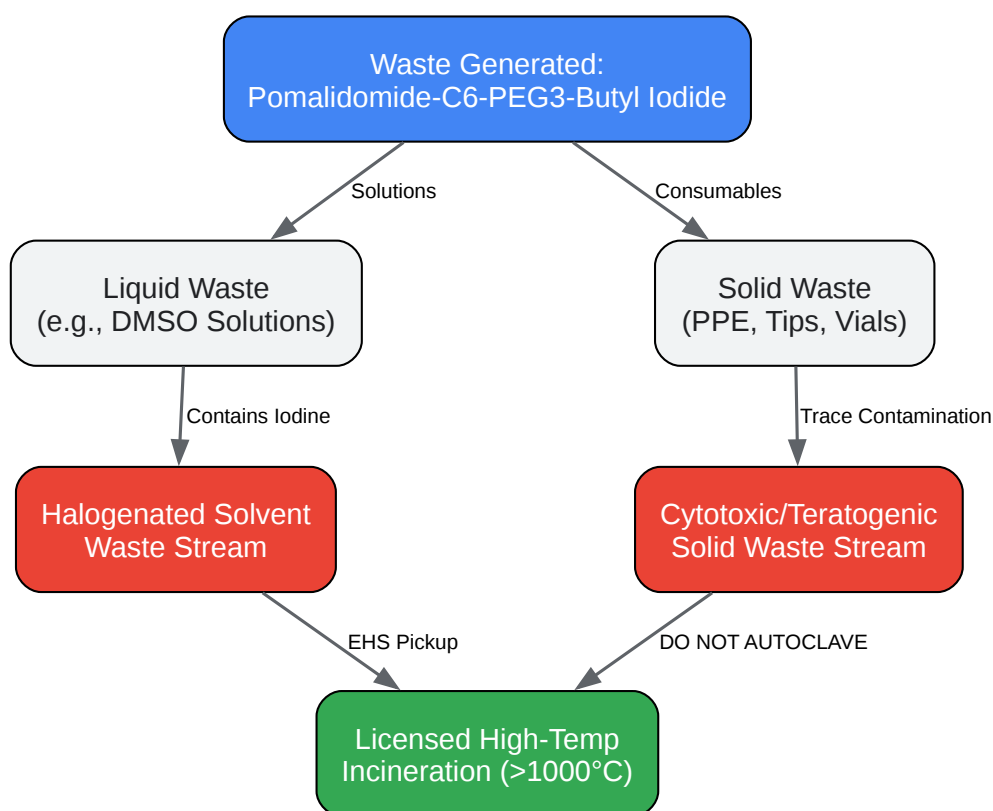 Waste Generated:
Pomalidomide-C6-PEG3-Butyl Iodide
Solutions
Consumables
Liquid Waste
(e.g., DMSO Solutions)
Solid Waste
(PPE, Tips, Vials)
Contains Iodine
Trace Contamination
Halogenated Solvent
Waste Stream
Cytotoxic/Teratogenic
Solid Waste Stream
EHS Pickup
DO NOT AUTOCLAVE
Licensed High-Temp
Incineration (>1000°C)